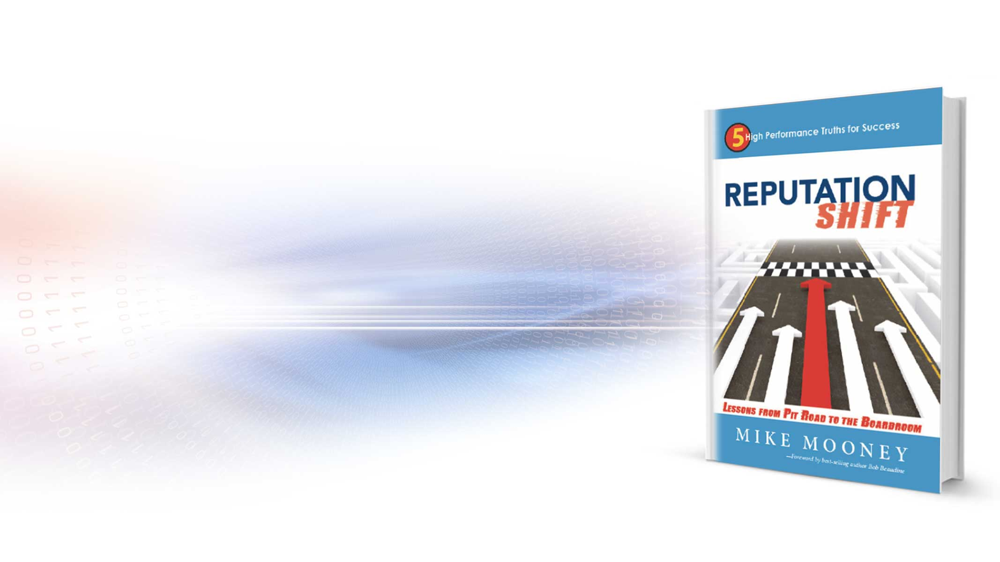 5 High Performance Truths for Success
REPUTATION
SHIFT
LESSONS FROM PIT ROAD TO THE BOARDROOM
MIKE MOONEY
—Foreword by best-selling author Bob Beaudine